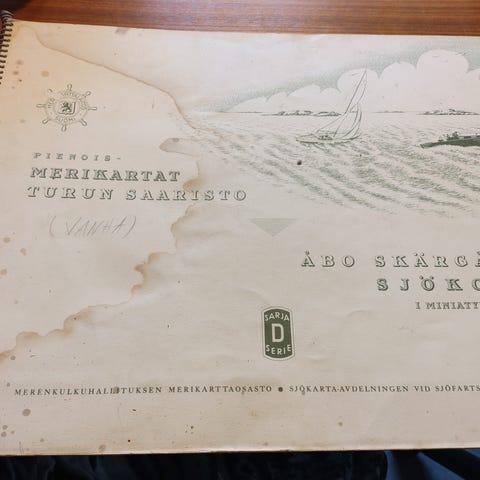 PIENOIS-
MERIKARTAT
TURUN SAARISTO
(VANHA)
ÅBO SKÄRGÅ
SJÖKO
I MINIATY
SARJA
D
SERIE
MERENKULKUHALLITUKSEN MERIKARTTAOSASTO • SJÖKARTA-AVDELNINGEN VID SJÖFARTS